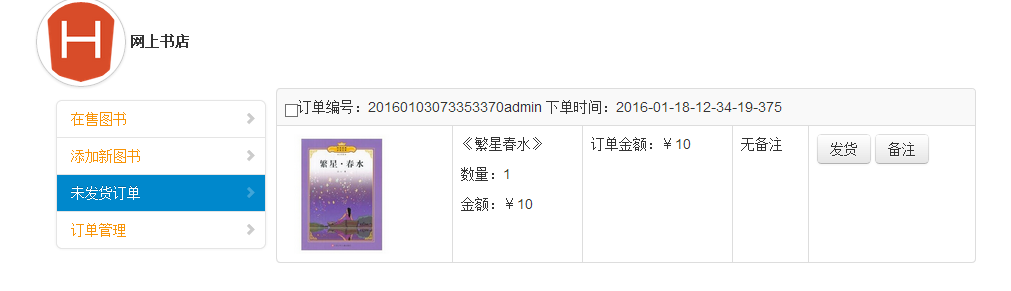 H
网上书店
在售图书
添加新图书
未发货订单
订单管理
订单编号：20160103073353370admin 下单时间：2016-01-18-12-34-19-375
繁星·春水
《繁星春水》
数量：1
金额：￥10
订单金额：￥10
无备注
发货
备注